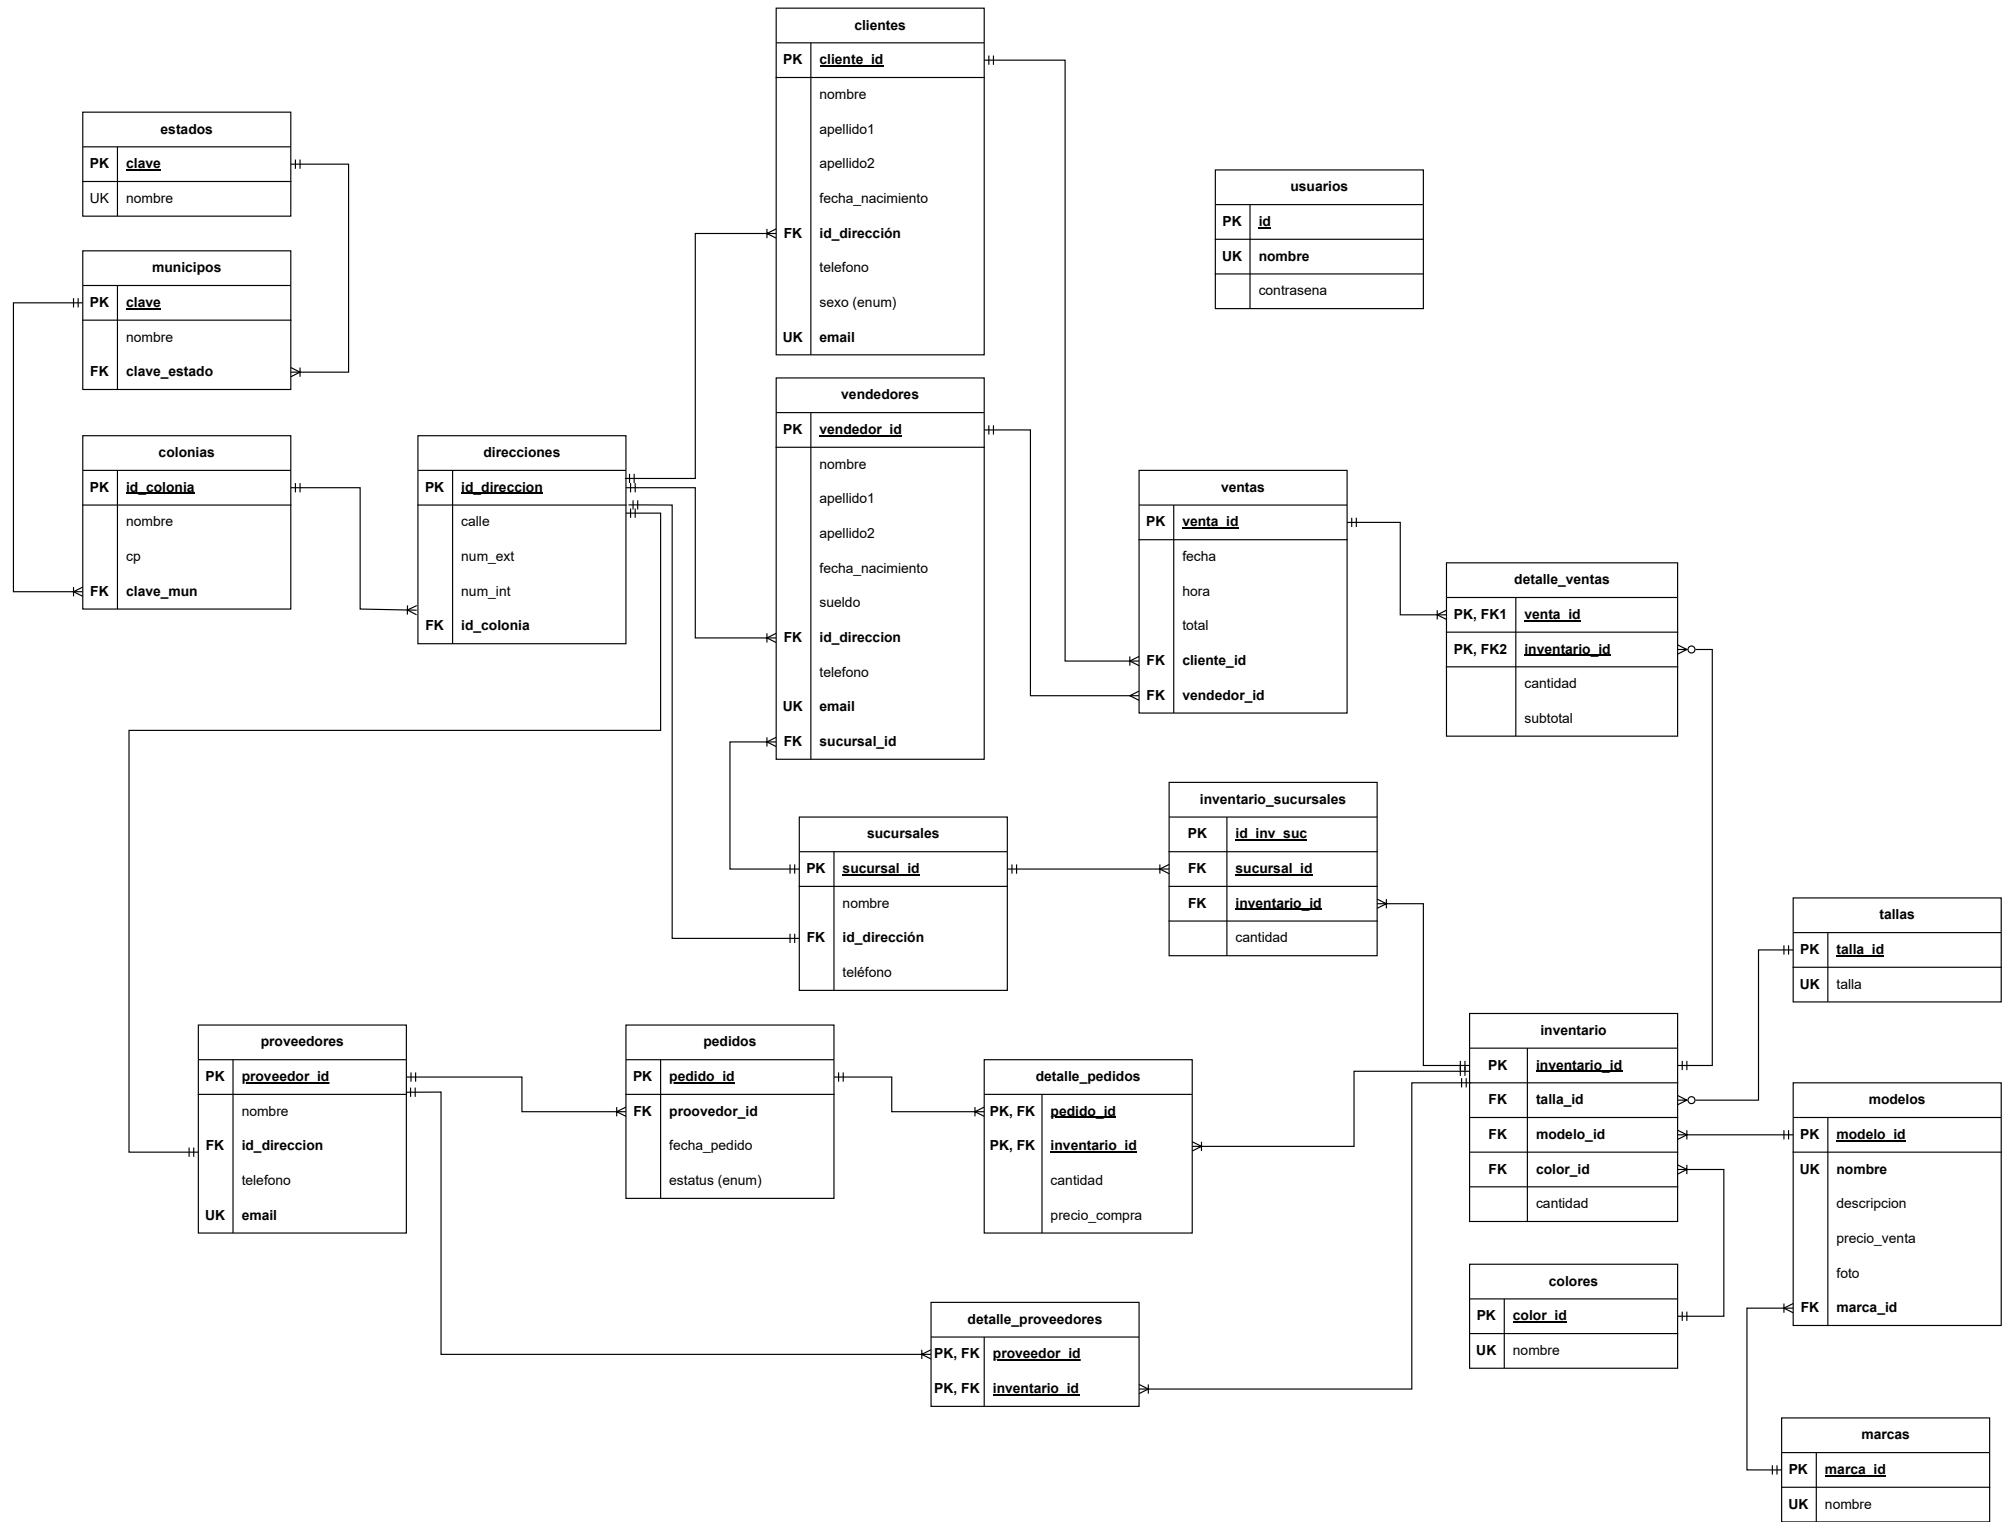 clientes
PK cliente_id
nombre
apellido1
apellido2
fecha_nacimiento
FK id_dirección
telefono
sexo (enum)
UK email
estados
PK clave
UK nombre
municipos
PK clave
nombre
FK clave_estado
usuarios
PK id
UK nombre
contrasena
colonias
PK id_colonia
nombre
cp
FK clave_mun
direcciones
PK id_direccion
calle
num_ext
num_int
FK id_colonia
vendedores
PK vendedor_id
nombre
apellido1
apellido2
fecha_nacimiento
sueldo
FK id_direccion
telefono
UK email
FK sucursal_id
ventas
PK venta_id
fecha
hora
total
FK cliente_id
FK vendedor_id
detalle_ventas
PK, FK1 venta_id
PK, FK2 inventario_id
cantidad
subtotal
sucursales
PK sucursal_id
nombre
FK id_dirección
teléfono
inventario_sucursales
PK id_inv_suc
FK sucursal_id
FK inventario_id
cantidad
tallas
PK talla_id
UK talla
proveedores
PK proveedor_id
nombre
FK id_direccion
telefono
UK email
pedidos
PK pedido_id
FK proovedor_id
fecha_pedido
estatus (enum)
detalle_pedidos
PK, FK pedido_id
PK, FK inventario_id
cantidad
precio_compra
inventario
PK inventario_id
FK talla_id
FK modelo_id
FK color_id
cantidad
modelos
PK modelo_id
UK nombre
descripcion
precio_venta
foto
FK marca_id
colores
PK color_id
UK nombre
detalle_proveedores
PK, FK proveedor_id
PK, FK inventario_id
marcas
PK marca_id
UK nombre